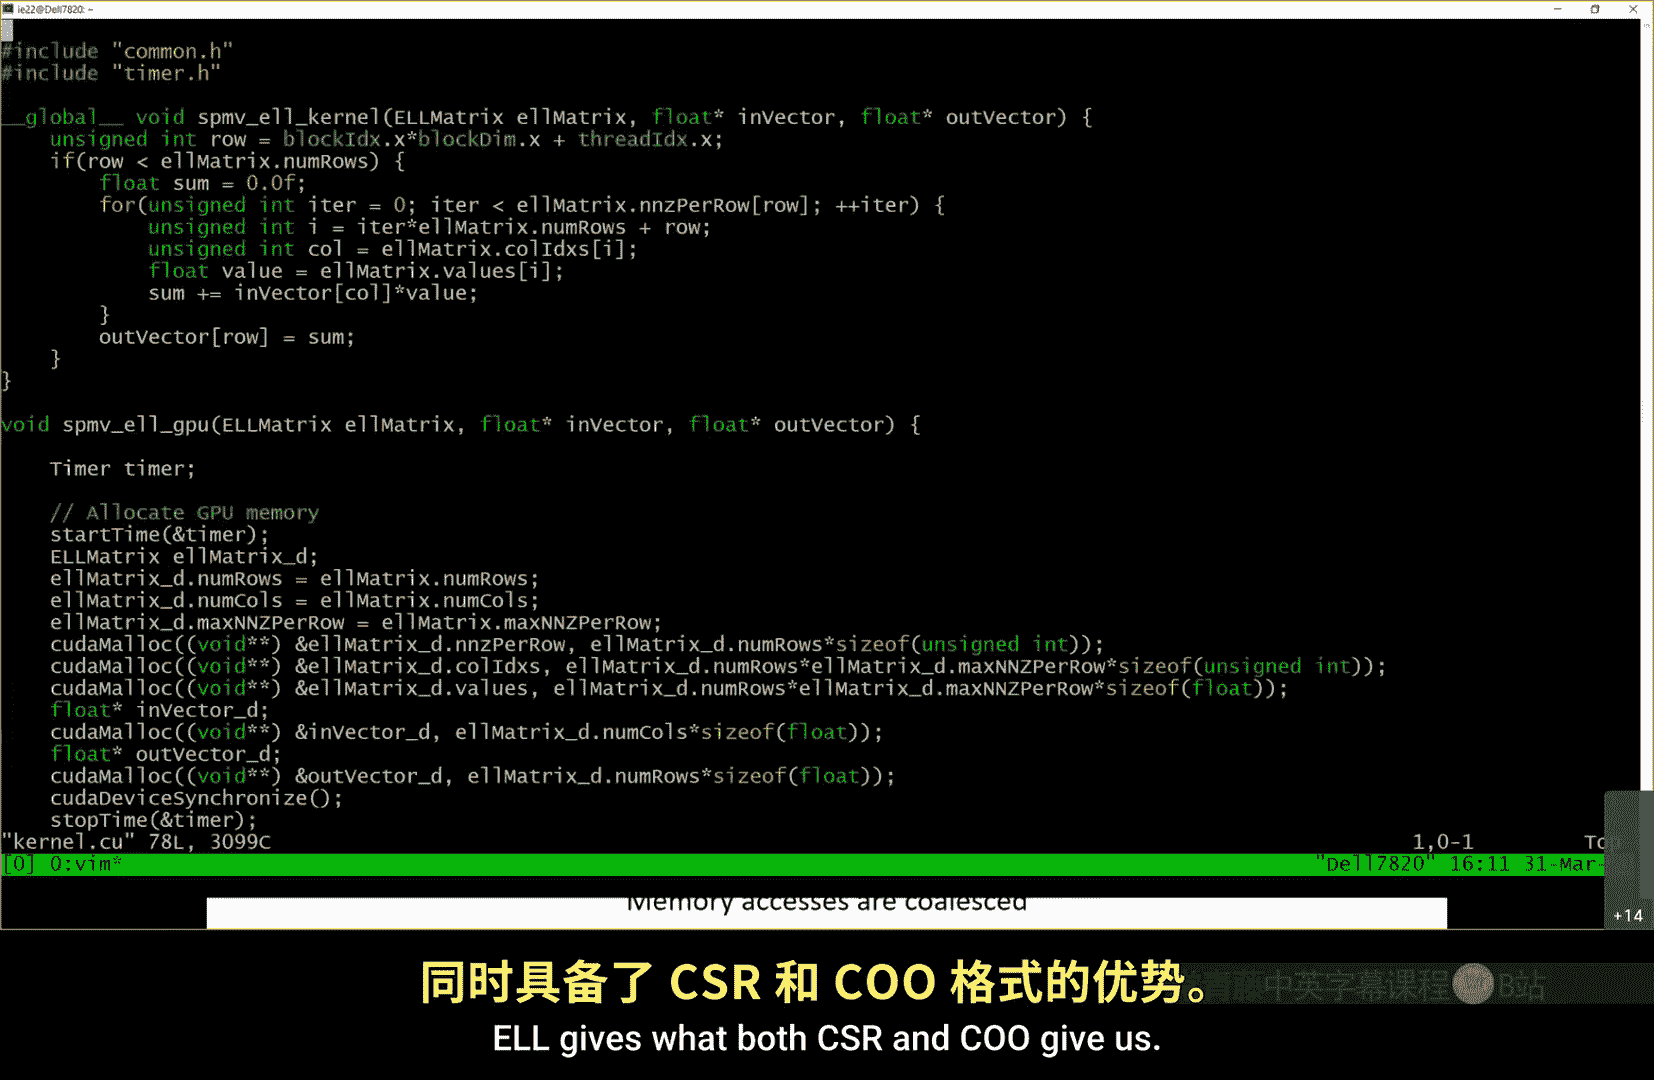 ie22@Dell7820: ~
#include "common.h"
#include "timer.h"
__global__ void spmv_ell_kernel(ELLMatrix ellMatrix, float* inVector, float* outVector) {
unsigned int row = blockIdx.x*blockDim.x + threadIdx.x;
if(row < ellMatrix.numRows) {
float sum = 0.0f;
for(unsigned int iter = 0; iter < ellMatrix.nnzPerRow[row]; ++iter) {
unsigned int i = iter*ellMatrix.numRows + row;
unsigned int col = ellMatrix.colIdxs[i];
float value = ellMatrix.values[i];
sum += inVector[col]*value;
}
outVector[row] = sum;
}
}
void spmv_ell_gpu(ELLMatrix ellMatrix, float* inVector, float* outVector) {
Timer timer;
// Allocate GPU memory
startTime(&timer);
ELLMatrix ellMatrix_d;
ellMatrix_d.numRows = ellMatrix.numRows;
ellMatrix_d.numCols = ellMatrix.numCols;
ellMatrix_d.maxNNZPerRow = ellMatrix.maxNNZPerRow;
cudaMalloc((void**) &ellMatrix_d.nnzPerRow, ellMatrix_d.numRows*sizeof(unsigned int));
cudaMalloc((void**) &ellMatrix_d.colIdxs, ellMatrix_d.numRows*ellMatrix_d.maxNNZPerRow*sizeof(unsigned int));
cudaMalloc((void**) &ellMatrix_d.values, ellMatrix_d.numRows*ellMatrix_d.maxNNZPerRow*sizeof(float));
float* inVector_d;
cudaMalloc((void**) &inVector_d, ellMatrix_d.numCols*sizeof(float));
float* outVector_d;
cudaMalloc((void**) &outVector_d, ellMatrix_d.numRows*sizeof(float));
cudaDeviceSynchronize();
stopTime(&timer);
"kernel.cu" 78L, 3099C 1,0-1 Top
[0] 0:vim* "Dell7820" 16:11 31-Mar-
Memory accesses are coalesced
+14
同时具备了 CSR 和 COO 格式的优势。
中英字幕课程 B站
ELL gives what both CSR and COO give us.